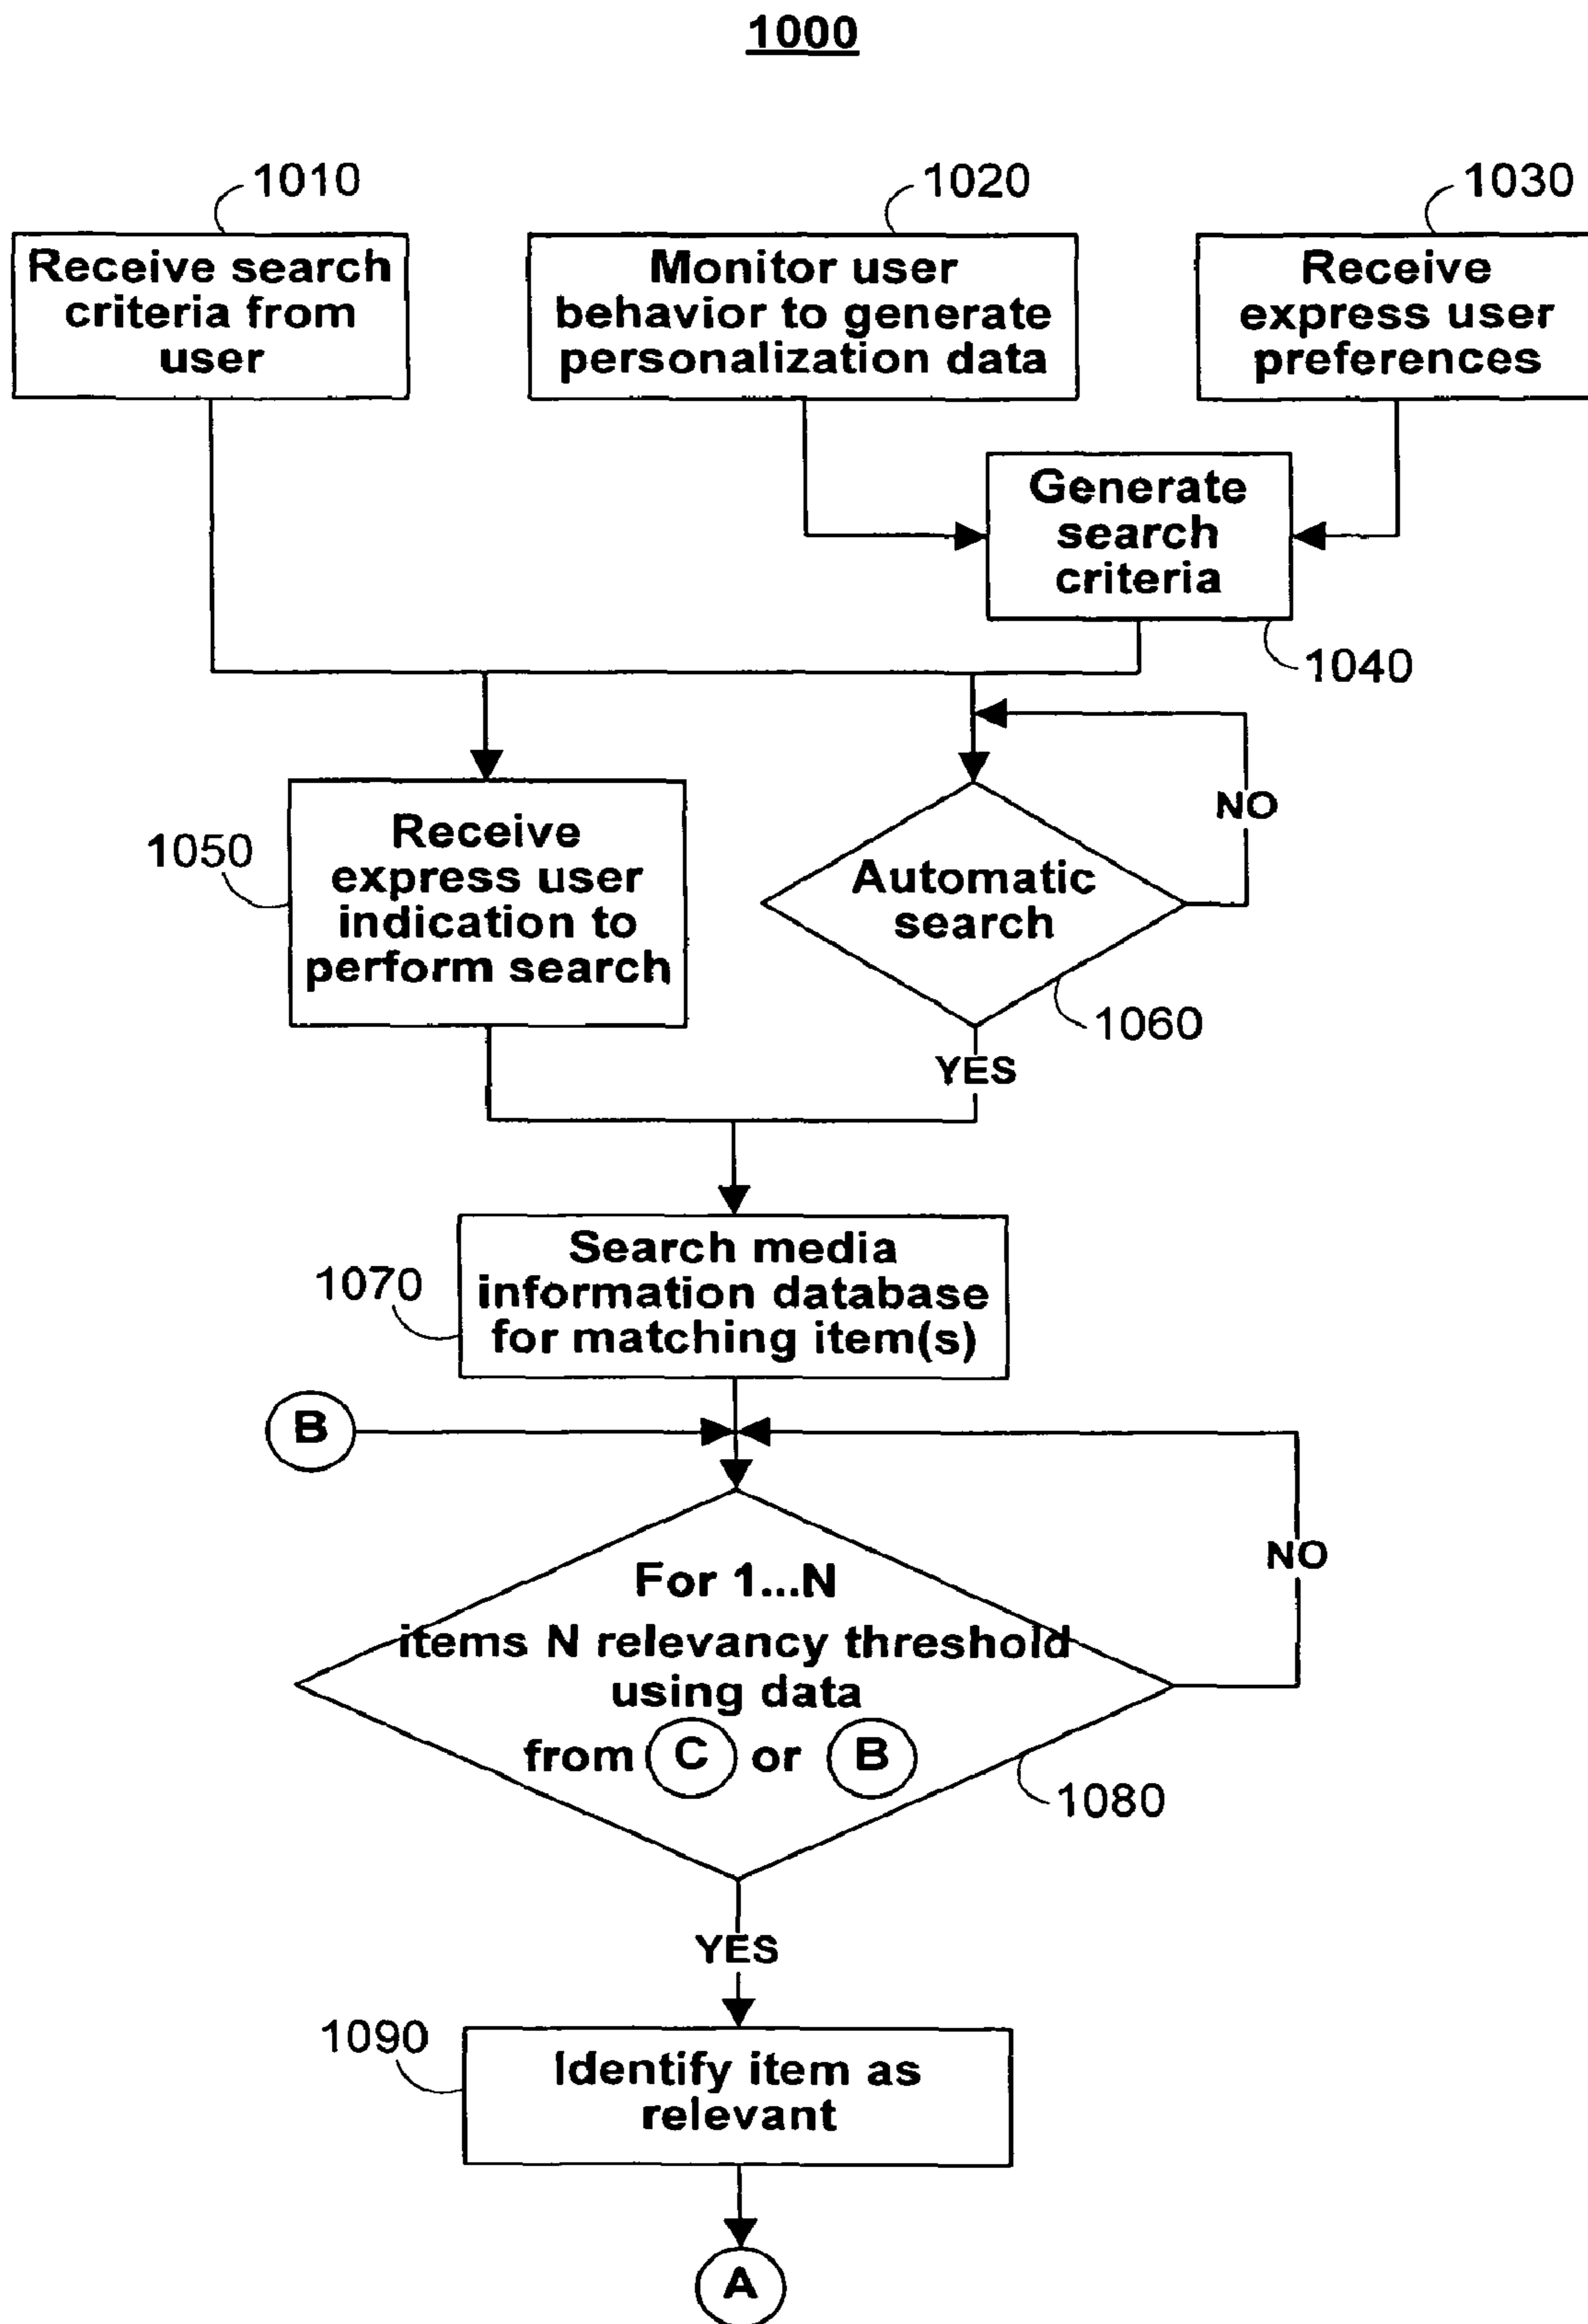 1000
1010
1020
1030
Receive search
criteria from
user
Monitor user
behavior to generate
personalization data
Receive
express user
preferences
Generate
search
criteria
1040
NO
1050
Receive
express user
indication to
perform search
Automatic
search
1060
YES
1070
Search media
information database
for matching item(s)
B
NO
For 1...N
items N relevancy threshold
using data
from C or B
1080
YES
1090
Identify item as
relevant
A